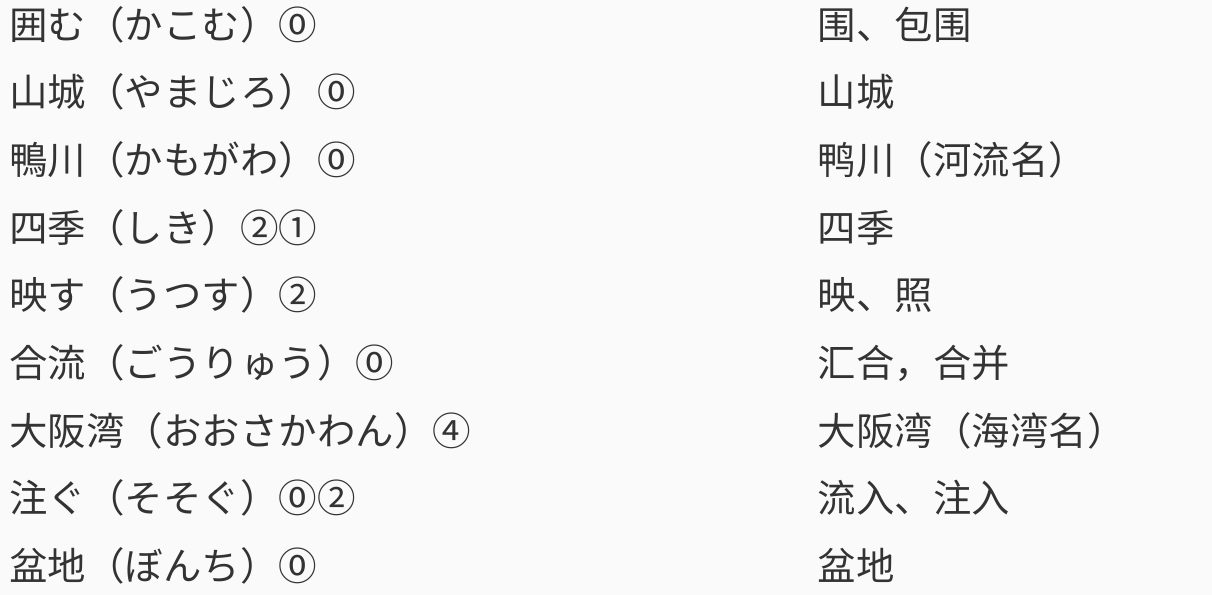 囲む（かこむ）⓪ 围、包围
山城（やまじろ）⓪ 山城
鴨川（かもがわ）⓪ 鸭川（河流名）
四季（しき）②① 四季
映す（うつす）② 映、照
合流（ごうりゅう）⓪ 汇合，合并
大阪湾（おおさかわん）④ 大阪湾（海湾名）
注ぐ（そそぐ）⓪② 流入、注入
盆地（ぼんち）⓪ 盆地